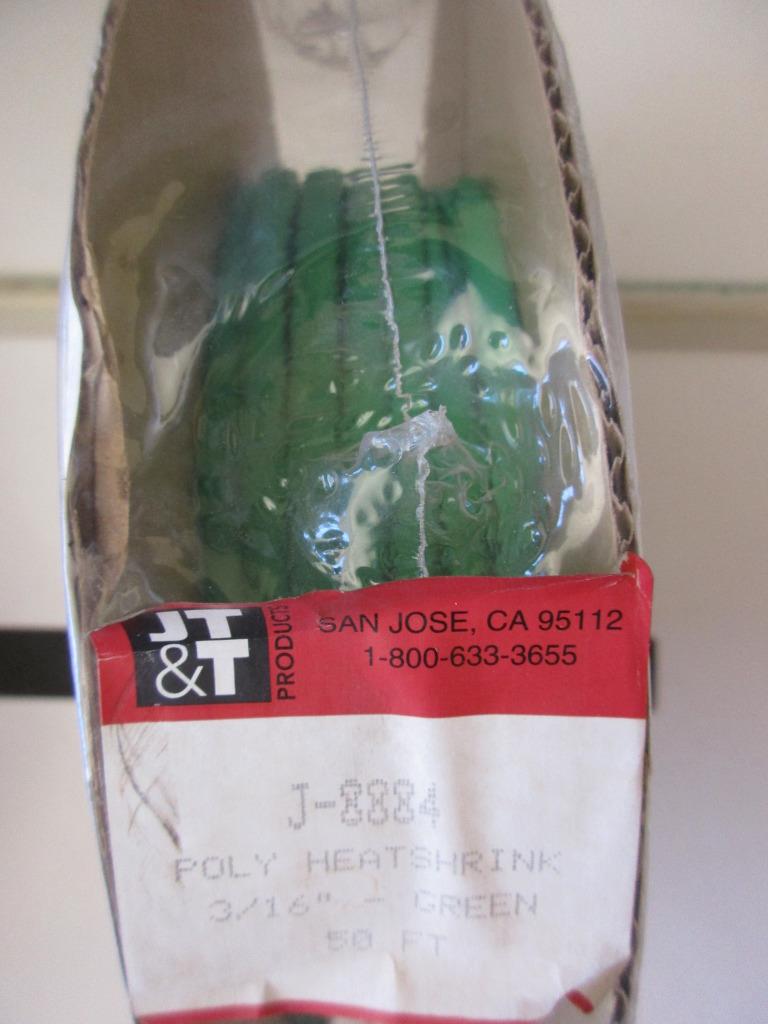 JT
&T
PRODUCTS
SAN JOSE, CA 95112
1-800-633-3655
J-8884
POLY HEATSHRINK
3/16" - GREEN
50 FT